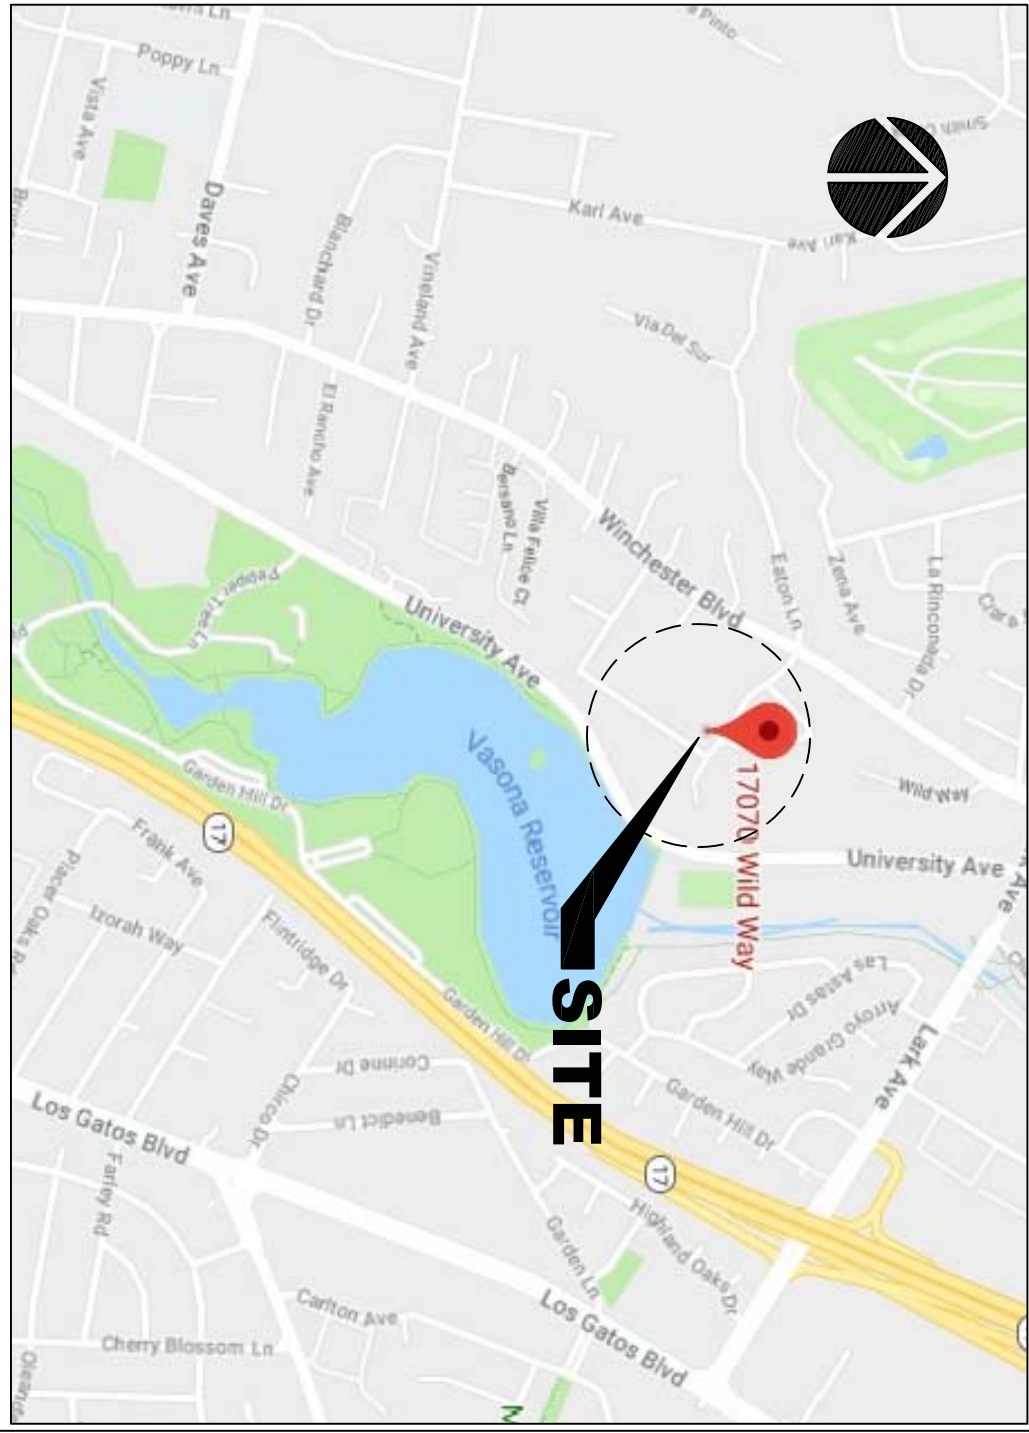 Poppy Ln
Vista Ave
Daves Ave
Blanchard Dr
Vineland Ave
Karl Ave
Karl Ave
Via Del Sur
El Rancho Ave
Bersano Ln
Villa Felice Ct
Winchester Blvd
Eaton Ln
Zena Ave
La Rinconada Dr
Pepper Tree Ln
University Ave
17070 Wild Way
Wild Way
University Ave
Vasona Reservoir
SITE
Garden Hill Dr
17
Frank Ave
Izorah Way
Flintridge Dr
Garden Hill Dr
Las Astas Dr
Arroyo Grande Way
Garden Hill Dr
Lark Ave
Corinne Dr
Benedict Ln
Chirco Dr
17
Highland Oaks Dr
Garden Ln
Los Gatos Blvd
Farley Rd
Los Gatos Blvd
Carlton Ave
Cherry Blossom Ln